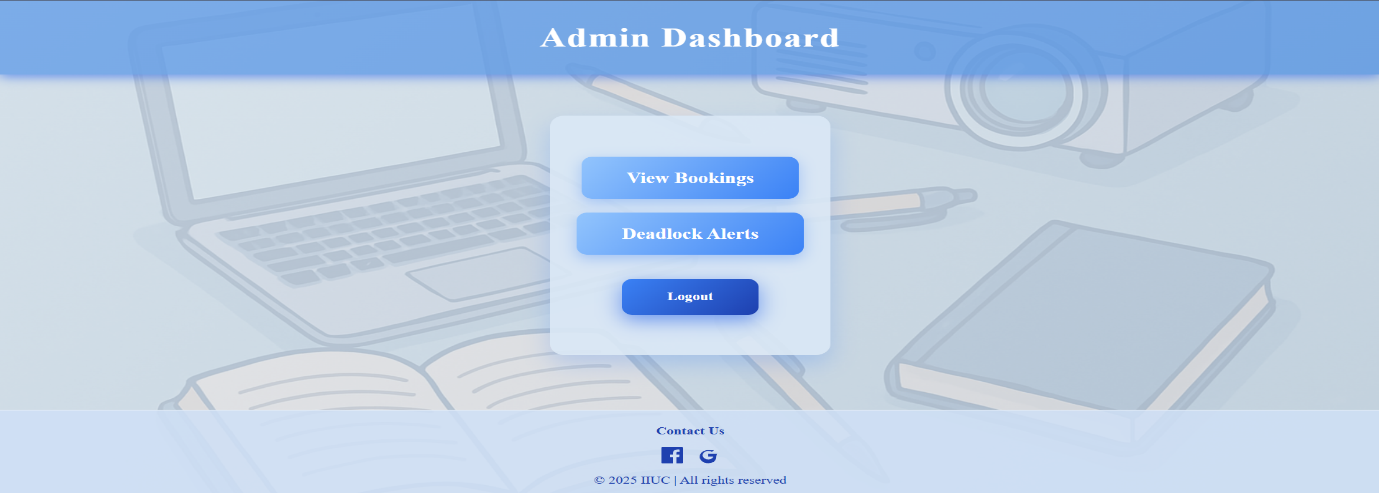 Admin Dashboard
View Bookings
Deadlock Alerts
Logout
Contact Us
© 2025 IIUC | All rights reserved